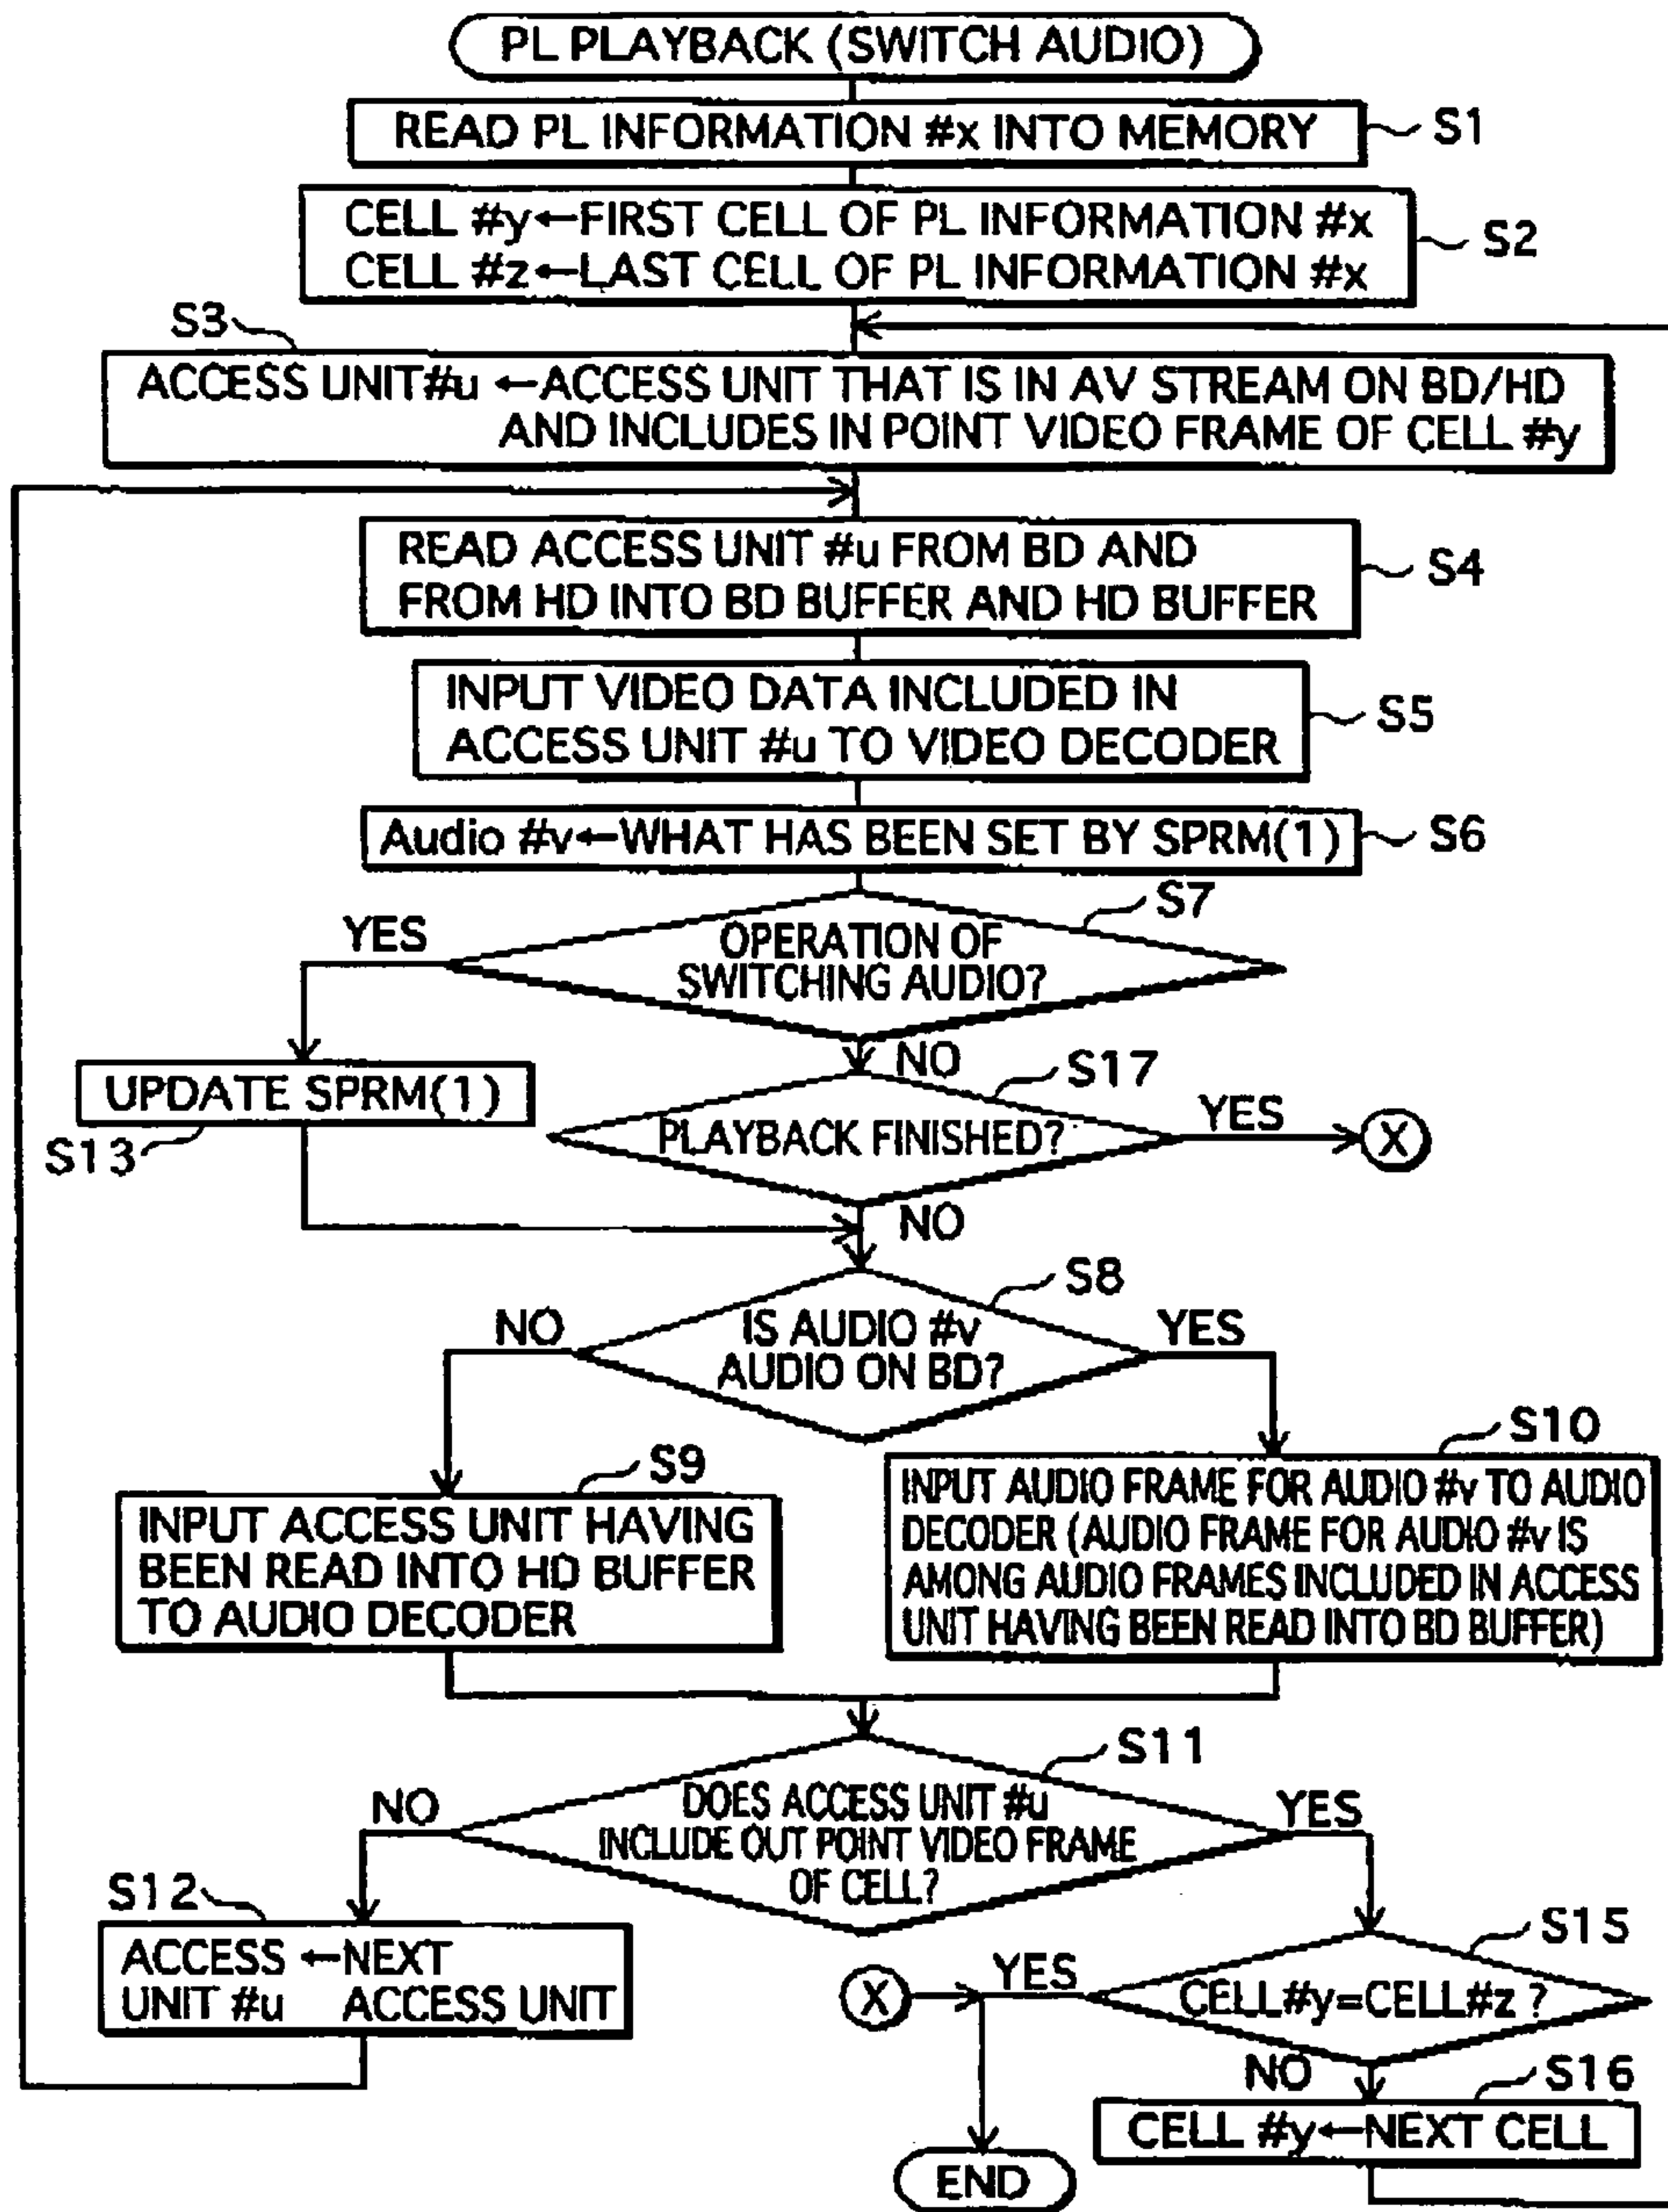 PL PLAYBACK (SWITCH AUDIO)
READ PL INFORMATION #x INTO MEMORY
S1
CELL #y←FIRST CELL OF PL INFORMATION #x
CELL #z←LAST CELL OF PL INFORMATION #x
S2
S3
ACCESS UNIT#u ←ACCESS UNIT THAT IS IN AV STREAM ON BD/HD
AND INCLUDES IN POINT VIDEO FRAME OF CELL #y
READ ACCESS UNIT #u FROM BD AND
FROM HD INTO BD BUFFER AND HD BUFFER
S4
INPUT VIDEO DATA INCLUDED IN
ACCESS UNIT #u TO VIDEO DECODER
S5
Audio #v←WHAT HAS BEEN SET BY SPRM(1)
S6
S7
YES
OPERATION OF
SWITCHING AUDIO?
NO
S17
UPDATE SPRM(1)
S13
PLAYBACK FINISHED?
YES
X
NO
S8
NO
IS AUDIO #v
AUDIO ON BD?
YES
S9
INPUT ACCESS UNIT HAVING
BEEN READ INTO HD BUFFER
TO AUDIO DECODER
S10
INPUT AUDIO FRAME FOR AUDIO #v TO AUDIO
DECODER (AUDIO FRAME FOR AUDIO #v IS
AMONG AUDIO FRAMES INCLUDED IN ACCESS
UNIT HAVING BEEN READ INTO BD BUFFER)
S11
NO
DOES ACCESS UNIT #u
INCLUDE OUT POINT VIDEO FRAME
OF CELL?
YES
S12
ACCESS ←NEXT
UNIT #u ACCESS UNIT
S15
X
YES
CELL#y=CELL#z ?
NO
S16
CELL #y←NEXT CELL
END